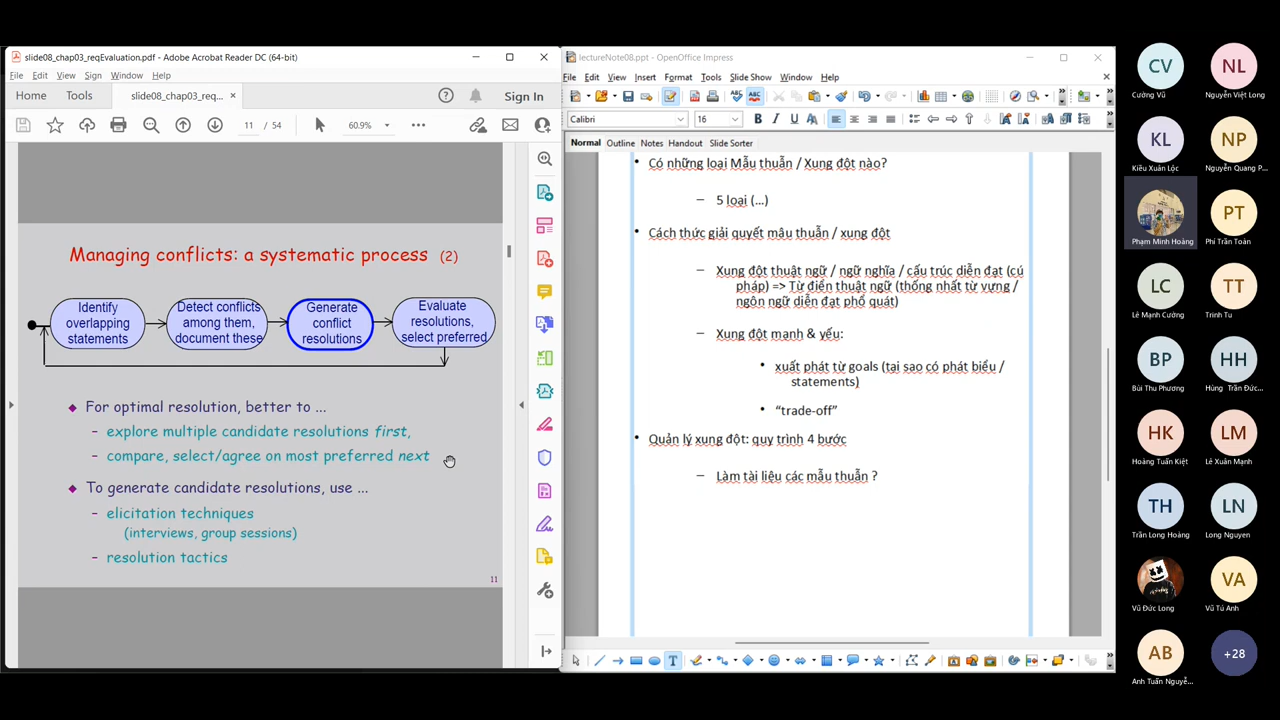 slide08_chap03_reqEvaluation.pdf - Adobe Acrobat Reader DC (64-bit)
File Edit View Sign Window Help
Home Tools slide08_chap03_req... × Sign In
11 / 54 60.9%
Managing conflicts: a systematic process (2)
Identify overlapping statements
Detect conflicts among them, document these
Generate conflict resolutions
Evaluate resolutions, select preferred
For optimal resolution, better to ...
– explore multiple candidate resolutions first,
– compare, select/agree on most preferred next
To generate candidate resolutions, use ...
– elicitation techniques
(interviews, group sessions)
– resolution tactics
11
lectureNote08.ppt - OpenOffice Impress
File Edit View Insert Format Tools Slide Show Window Help
Calibri 16 B I U S
Normal Outline Notes Handout Slide Sorter
• Có những loại Mẫu thuẫn / Xung đột nào?
– 5 loại (...)
• Cách thức giải quyết mâu thuẫn / xung đột
– Xung đột thuật ngữ / ngữ nghĩa / cấu trúc diễn đạt (cú
pháp) => Từ điển thuật ngữ (thống nhất từ vựng /
ngôn ngữ diễn đạt phổ quát)
– Xung đột mạnh & yếu:
• xuất phát từ goals (tại sao có phát biểu /
statements)
• “trade-off”
• Quản lý xung đột: quy trình 4 bước
– Làm tài liệu các mẫu thuẫn ?
CV NL
Cường Vũ Nguyễn Việt Long
KL NP
Kiều Xuân Lộc Nguyễn Quang P...
PT
Phạm Minh Hoàng Phí Trần Toàn
LC TT
Lê Mạnh Cường Trinh Tu
BP HH
Bùi Thu Phương Hùng Trần Đức...
HK LM
Hoàng Tuấn Kiệt Lê Xuân Mạnh
TH LN
Trần Long Hoàng Long Nguyen
VA
Vũ Đức Long Vũ Tú Anh
AB +28
Anh Tuấn Nguyễ...